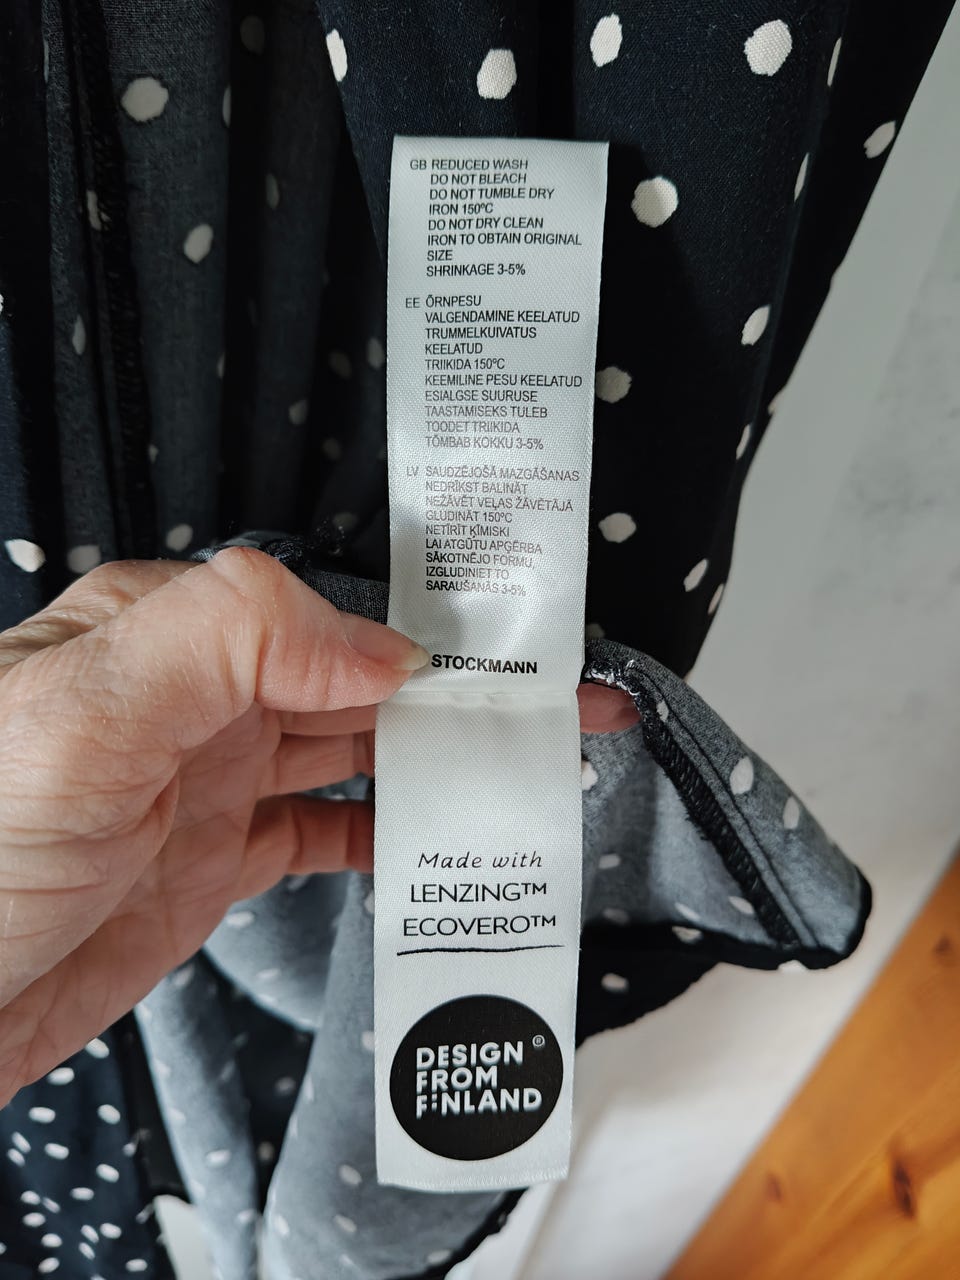 GB REDUCED WASH
DO NOT BLEACH
DO NOT TUMBLE DRY
IRON 150ºC
DO NOT DRY CLEAN
IRON TO OBTAIN ORIGINAL
SIZE
SHRINKAGE 3-5%
EE ÕRNPESU
VALGENDAMINE KEELATUD
TRUMMELKUIVATUS
KEELATUD
TRIIKIDA 150ºC
KEEMILINE PESU KEELATUD
ESIALGSE SUURUSE
TAASTAMISEKS TULEB
TOODET TRIIKIDA
TÕMBAB KOKKU 3-5%
LV SAUDZĒJOŠĀ MAZGĀŠANAS
NEDRĪKST BALINĀT
NEŽĀVĒT VEĻAS ŽĀVĒTĀJĀ
GLUDINĀT 150ºC
NETĪRĪT ĶĪMISKI
LAI ATGŪTU APĢĒRBA
SĀKOTNĒJO FORMU,
IZGLUDINIET TO
SARAUŠANĀS 3-5%
STOCKMANN
Made with
LENZING™
ECOVERO™
DESIGN ®
FROM
FINLAND